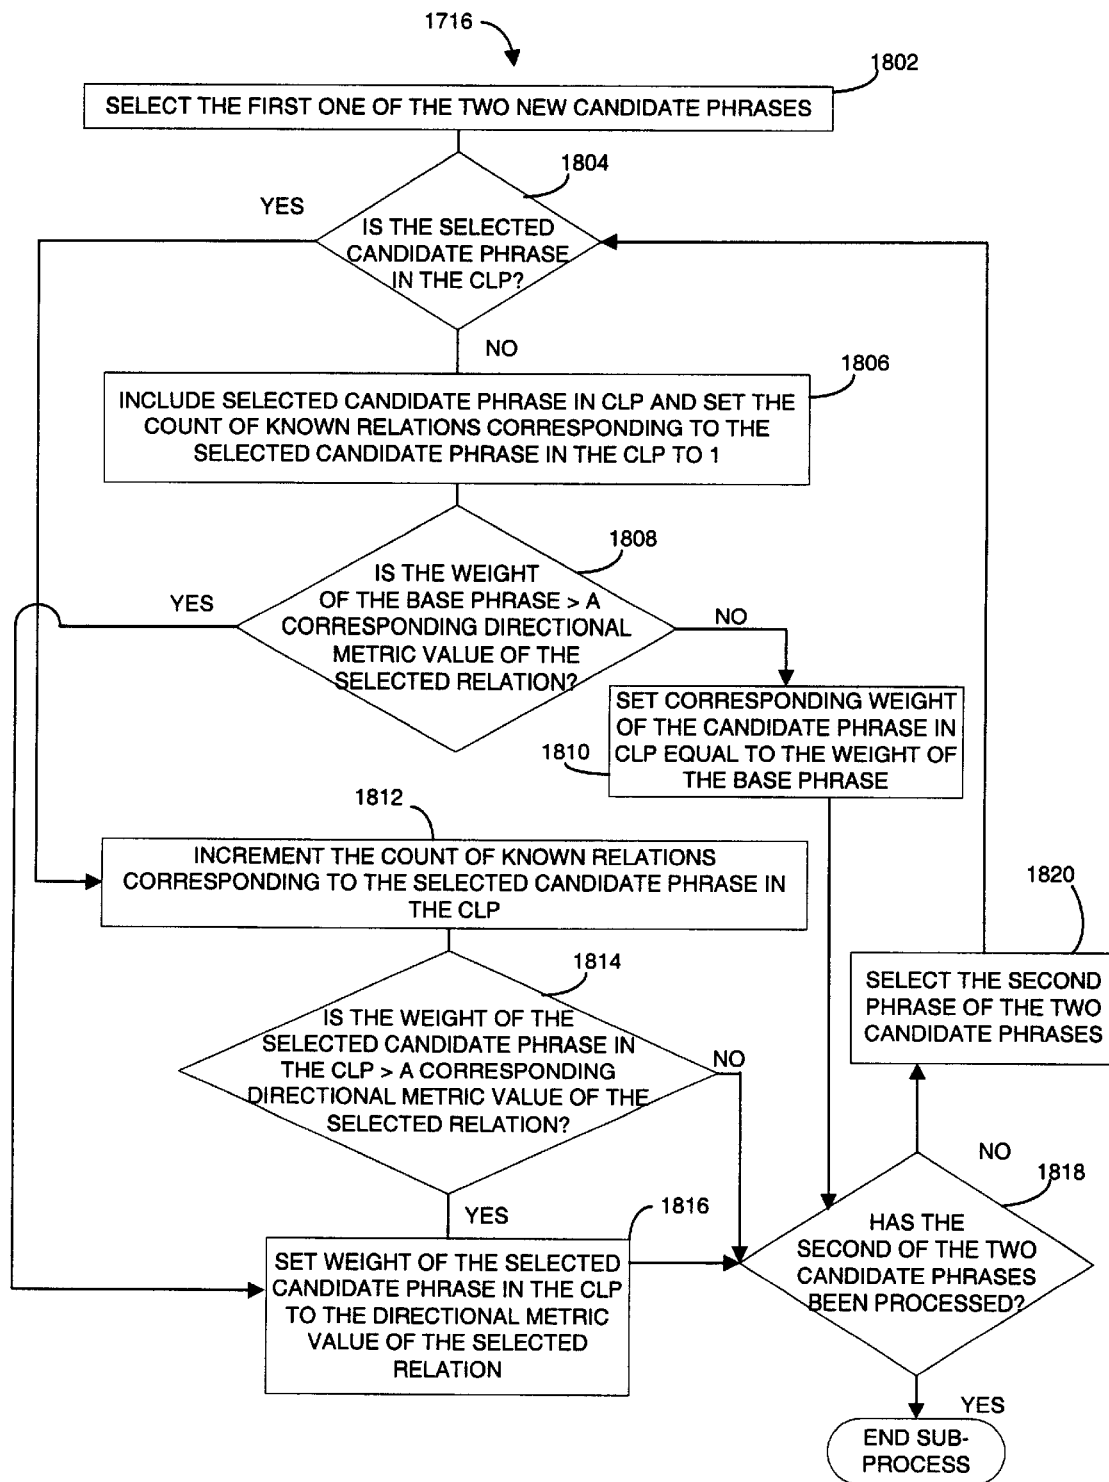 1716
1802
SELECT THE FIRST ONE OF THE TWO NEW CANDIDATE PHRASES
1804
YES
IS THE SELECTED
CANDIDATE PHRASE
IN THE CLP?
NO
1806
INCLUDE SELECTED CANDIDATE PHRASE IN CLP AND SET THE
COUNT OF KNOWN RELATIONS CORRESPONDING TO THE
SELECTED CANDIDATE PHRASE IN THE CLP TO 1
1808
YES
IS THE WEIGHT
OF THE BASE PHRASE > A
CORRESPONDING DIRECTIONAL
METRIC VALUE OF THE
SELECTED RELATION?
NO
SET CORRESPONDING WEIGHT
OF THE CANDIDATE PHRASE IN
CLP EQUAL TO THE WEIGHT OF
THE BASE PHRASE
1810
1812
INCREMENT THE COUNT OF KNOWN RELATIONS
CORRESPONDING TO THE SELECTED CANDIDATE PHRASE IN
THE CLP
1820
SELECT THE SECOND
PHRASE OF THE TWO
CANDIDATE PHRASES
1814
IS THE WEIGHT OF THE
SELECTED CANDIDATE PHRASE IN
THE CLP > A CORRESPONDING
DIRECTIONAL METRIC VALUE OF THE
SELECTED RELATION?
NO
YES
1816
SET WEIGHT OF THE SELECTED
CANDIDATE PHRASE IN THE CLP
TO THE DIRECTIONAL METRIC
VALUE OF THE SELECTED
RELATION
NO
1818
HAS THE
SECOND OF THE TWO
CANDIDATE PHRASES
BEEN PROCESSED?
YES
END SUB-
PROCESS